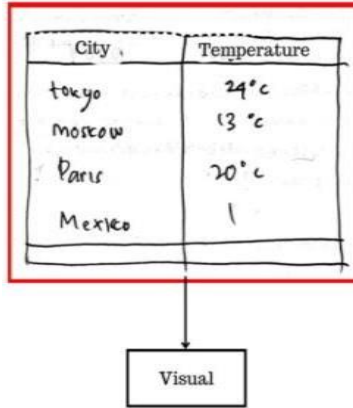 City Temperature
tokyo 24°c
moscow 13 °c
Paris 20°c
Mexico 1
Visual